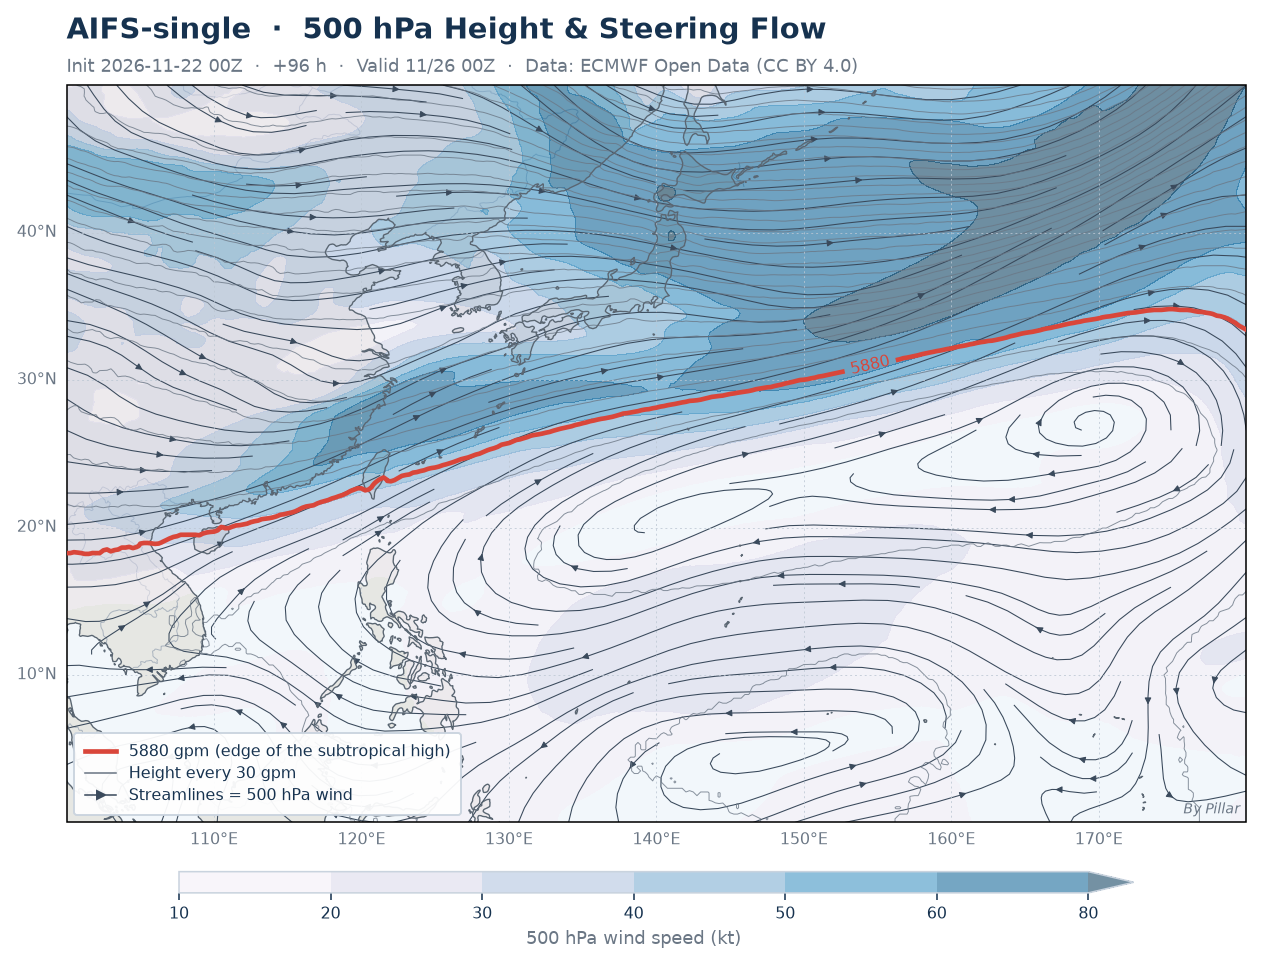 AIFS-single · 500 hPa Height & Steering Flow
Init 2026-11-22 00Z · +96 h · Valid 11/26 00Z · Data: ECMWF Open Data (CC BY 4.0)
40°N
30°N
20°N
10°N
5880
5880 gpm (edge of the subtropical high)
Height every 30 gpm
Streamlines = 500 hPa wind
By Pillar
110°E 120°E 130°E 140°E 150°E 160°E 170°E
10 20 30 40 50 60 80
500 hPa wind speed (kt)